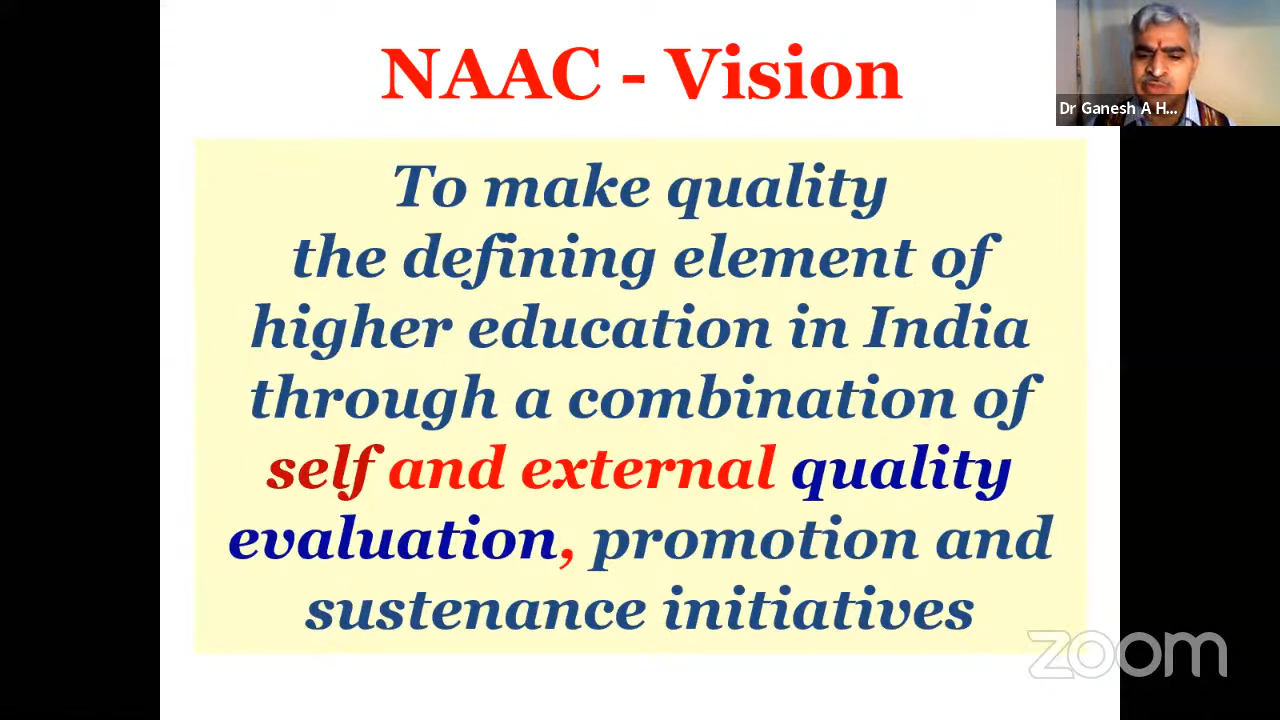 NAAC - Vision
Dr Ganesh A H...
To make quality
the defining element of
higher education in India
through a combination of
self and external quality
evaluation, promotion and
sustenance initiatives
zoom